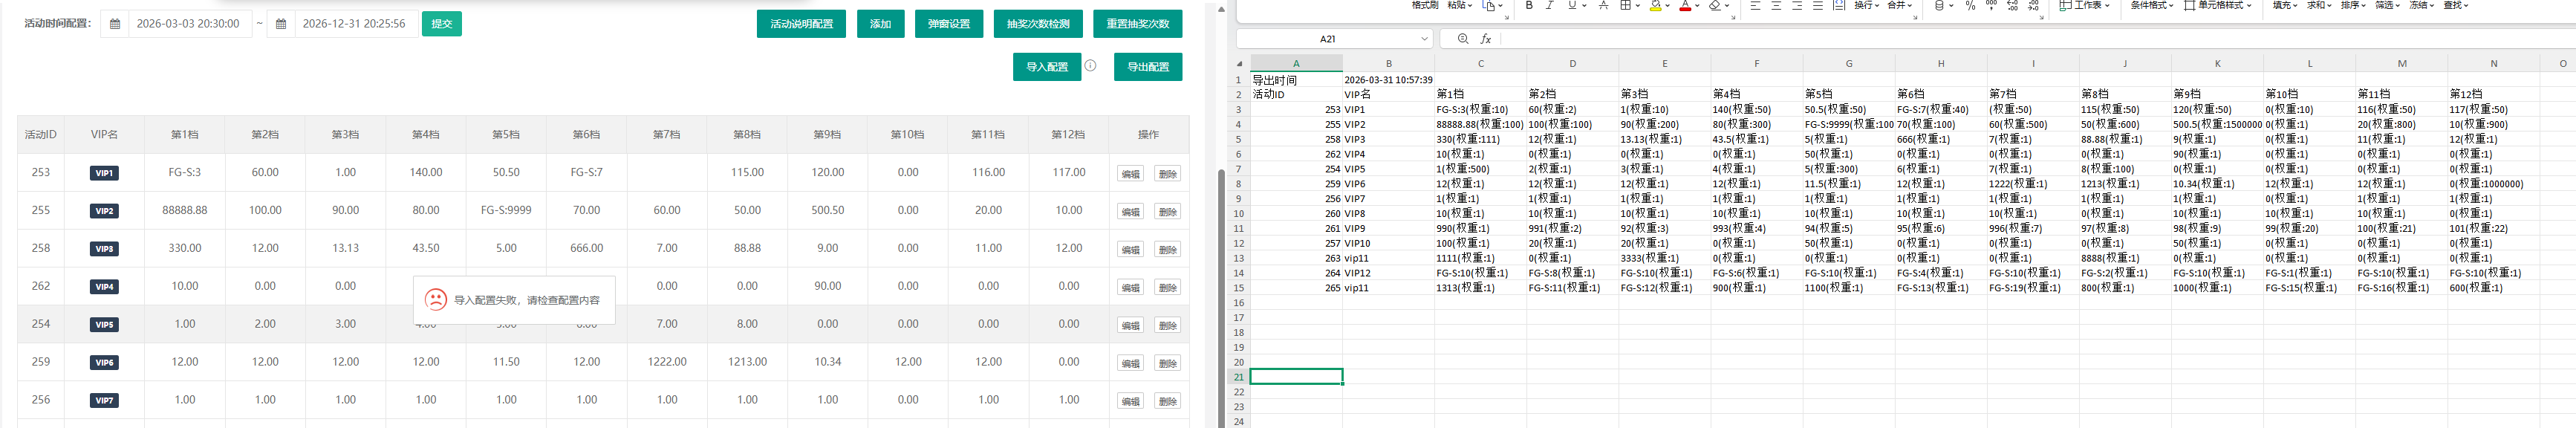 活动时间配置: 2026-03-03 20:30:00 ~ 2026-12-31 20:25:56 提交 活动说明配置 添加 弹窗设置 抽奖次数检测 重置抽奖次数
导入配置 导出配置
活动ID VIP名 第1档 第2档 第3档 第4档 第5档 第6档 第7档 第8档 第9档 第10档 第11档 第12档 操作
253 VIP1 FG-S:3 60.00 1.00 140.00 50.50 FG-S:7 115.00 120.00 0.00 116.00 117.00 编辑 删除
255 VIP2 88888.88 100.00 90.00 80.00 FG-S:9999 70.00 60.00 50.00 500.50 0.00 20.00 10.00 编辑 删除
258 VIP3 330.00 12.00 13.13 43.50 5.00 666.00 7.00 88.88 9.00 0.00 11.00 12.00 编辑 删除
262 VIP4 10.00 0.00 0.00 0.00 0.00 90.00 0.00 0.00 0.00 编辑 删除
导入配置失败，请检查配置内容
254 VIP5 1.00 2.00 3.00 7.00 8.00 0.00 0.00 0.00 0.00 编辑 删除
259 VIP6 12.00 12.00 12.00 12.00 11.50 12.00 1222.00 1213.00 10.34 12.00 12.00 0.00 编辑 删除
256 VIP7 1.00 1.00 1.00 1.00 1.00 1.00 1.00 1.00 1.00 0.00 1.00 1.00 编辑 删除
格式刷 粘贴 B I U A 换行 合并 % 工作表 条件格式 单元格样式 填充 求和 排序 筛选 冻结 查找
A21 fx
A B C D E F G H I J K L M N O
1 导出时间 2026-03-31 10:57:39
2 活动ID VIP名 第1档 第2档 第3档 第4档 第5档 第6档 第7档 第8档 第9档 第10档 第11档 第12档
3 253 VIP1 FG-S:3(权重:10) 60(权重:2) 1(权重:10) 140(权重:50) 50.5(权重:50) FG-S:7(权重:40) (权重:50) 115(权重:50) 120(权重:50) 0(权重:10) 116(权重:50) 117(权重:50)
4 255 VIP2 88888.88(权重:100) 100(权重:100) 90(权重:200) 80(权重:300) FG-S:9999(权重:100 70(权重:100) 60(权重:500) 50(权重:600) 500.5(权重:1500000 0(权重:1) 20(权重:800) 10(权重:900)
5 258 VIP3 330(权重:111) 12(权重:1) 13.13(权重:1) 43.5(权重:1) 5(权重:1) 666(权重:1) 7(权重:1) 88.88(权重:1) 9(权重:1) 0(权重:1) 11(权重:1) 12(权重:1)
6 262 VIP4 10(权重:1) 0(权重:1) 0(权重:1) 0(权重:1) 50(权重:1) 0(权重:1) 0(权重:1) 0(权重:1) 90(权重:1) 0(权重:1) 0(权重:1) 0(权重:1)
7 254 VIP5 1(权重:500) 2(权重:1) 3(权重:1) 4(权重:1) 5(权重:300) 6(权重:1) 7(权重:1) 8(权重:100) 0(权重:1) 0(权重:1) 0(权重:1) 0(权重:1)
8 259 VIP6 12(权重:1) 12(权重:1) 12(权重:1) 12(权重:1) 11.5(权重:1) 12(权重:1) 1222(权重:1) 1213(权重:1) 10.34(权重:1) 12(权重:1) 12(权重:1) 0(权重:1000000)
9 256 VIP7 1(权重:1) 1(权重:1) 1(权重:1) 1(权重:1) 1(权重:1) 1(权重:1) 1(权重:1) 1(权重:1) 1(权重:1) 0(权重:1) 1(权重:1) 1(权重:1)
10 260 VIP8 10(权重:1) 10(权重:1) 10(权重:1) 10(权重:1) 10(权重:1) 10(权重:1) 10(权重:1) 0(权重:1) 10(权重:1) 10(权重:1) 10(权重:1) 0(权重:1)
11 261 VIP9 990(权重:1) 991(权重:2) 92(权重:3) 993(权重:4) 94(权重:5) 95(权重:6) 996(权重:7) 97(权重:8) 98(权重:9) 99(权重:20) 100(权重:21) 101(权重:22)
12 257 VIP10 100(权重:1) 20(权重:1) 20(权重:1) 0(权重:1) 50(权重:1) 0(权重:1) 0(权重:1) 0(权重:1) 50(权重:1) 0(权重:1) 0(权重:1) 0(权重:1)
13 263 vip11 1111(权重:1) 0(权重:1) 3333(权重:1) 0(权重:1) 0(权重:1) 0(权重:1) 0(权重:1) 8888(权重:1) 0(权重:1) 0(权重:1) 0(权重:1) 0(权重:1)
14 264 VIP12 FG-S:10(权重:1) FG-S:8(权重:1) FG-S:10(权重:1) FG-S:6(权重:1) FG-S:10(权重:1) FG-S:4(权重:1) FG-S:10(权重:1) FG-S:2(权重:1) FG-S:10(权重:1) FG-S:1(权重:1) FG-S:10(权重:1) FG-S:10(权重:1)
15 265 vip11 1313(权重:1) FG-S:11(权重:1) FG-S:12(权重:1) 900(权重:1) 1100(权重:1) FG-S:13(权重:1) FG-S:19(权重:1) 800(权重:1) 1000(权重:1) FG-S:15(权重:1) FG-S:16(权重:1) 600(权重:1)
16
17
18
19
20
21
22
23
24